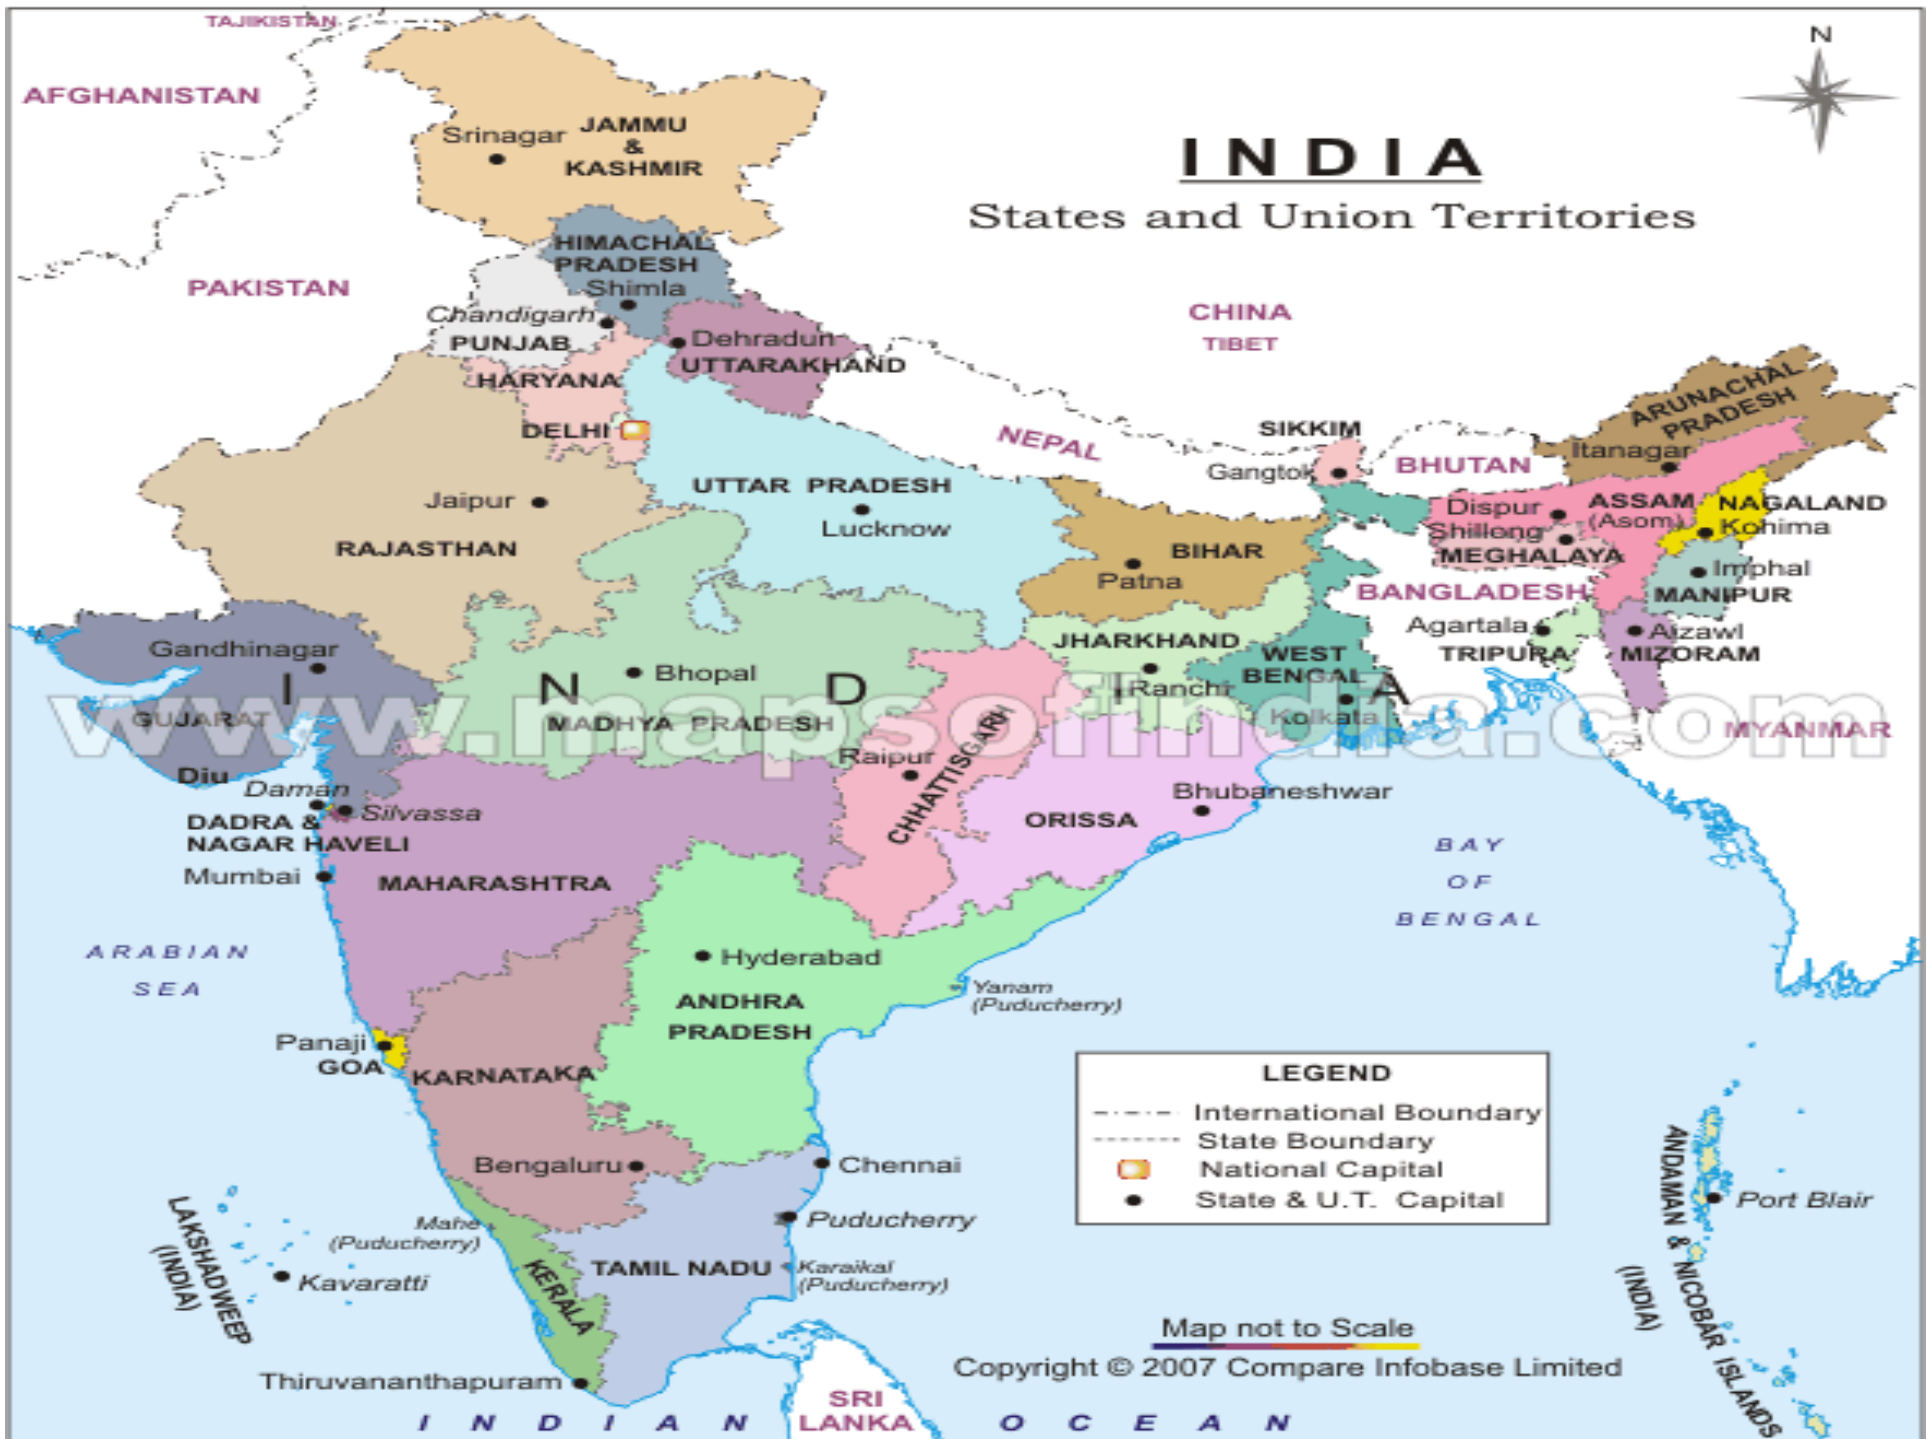 TAJIKISTAN
AFGHANISTAN
N
JAMMU
&
KASHMIR
Srinagar
INDIA
States and Union Territories
HIMACHAL
PRADESH
Shimla
PAKISTAN
Chandigarh
PUNJAB
CHINA
TIBET
Dehradun
UTTARAKHAND
HARYANA
DELHI
NEPAL
SIKKIM
Gangtok
BHUTAN
ARUNACHAL
PRADESH
Itanagar
Jaipur
RAJASTHAN
UTTAR PRADESH
Lucknow
BIHAR
Patna
Dispur
Shillong
MEGHALAYA
ASSAM
(Asom)
NAGALAND
Kohima
Imphal
MANIPUR
BANGLADESH
Agartala
TRIPURA
Aizawl
MIZORAM
MYANMAR
Gandhinagar
GUJARAT
Diu
Daman
Silvassa
DADRA &
NAGAR HAVELI
Mumbai
I N D I A
Bhopal
MADHYA PRADESH
JHARKHAND
Ranchi
WEST
BENGAL
Kolkata
www.mapsofindia.com
Raipur
CHHATTISGARH
Bhubaneshwar
ORISSA
MAHARASHTRA
BAY
OF
BENGAL
ARABIAN
SEA
Hyderabad
ANDHRA
PRADESH
Yanam
(Puducherry)
Panaji
GOA
KARNATAKA
Bengaluru
Chennai
Puducherry
Mahe
(Puducherry)
KERALA
TAMIL NADU
Karaikal
(Puducherry)
LAKSHADWEEP
(INDIA)
Kavaratti
Thiruvananthapuram
LEGEND
International Boundary
State Boundary
National Capital
State & U.T. Capital
ANDAMAN & NICOBAR ISLANDS
(INDIA)
Port Blair
Map not to Scale
Copyright © 2007 Compare Infobase Limited
SRI
LANKA
INDIAN OCEAN